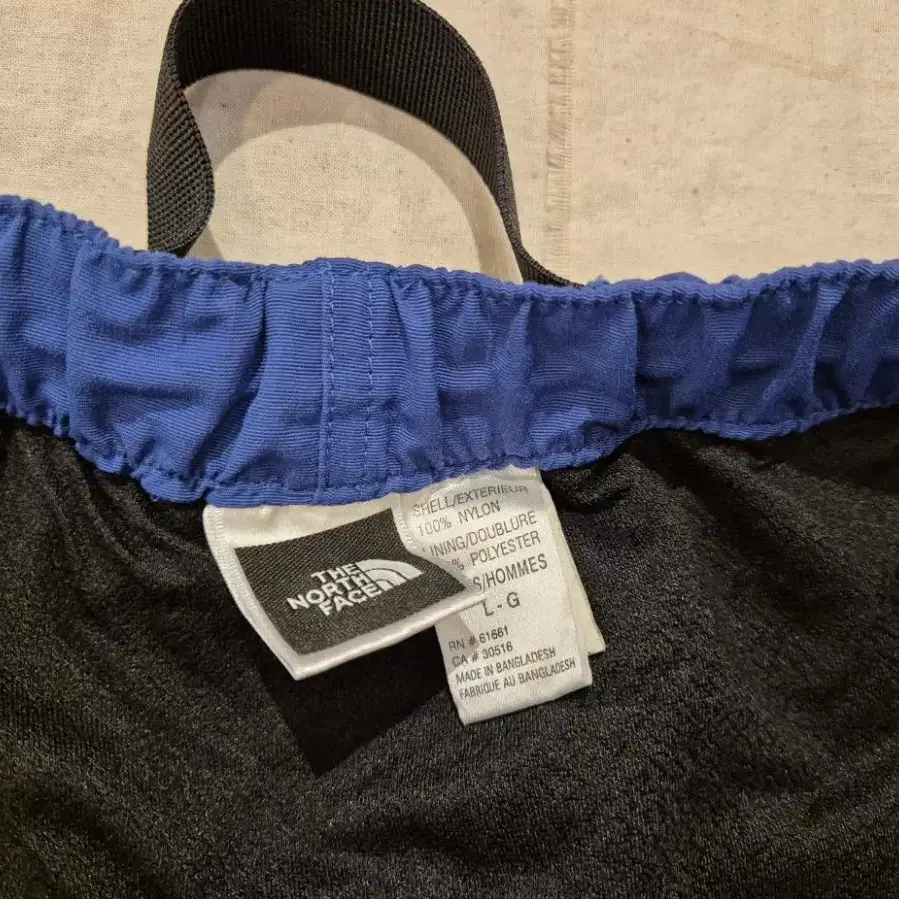 THE
NORTH
FACE
SHELL/EXTERIEUR
100% NYLON
LINING/DOUBLURE
% POLYESTER
S/HOMMES
L - G
RN # 61661
CA # 30516
MADE IN BANGLADESH
FABRIQUE AU BANGLADESH